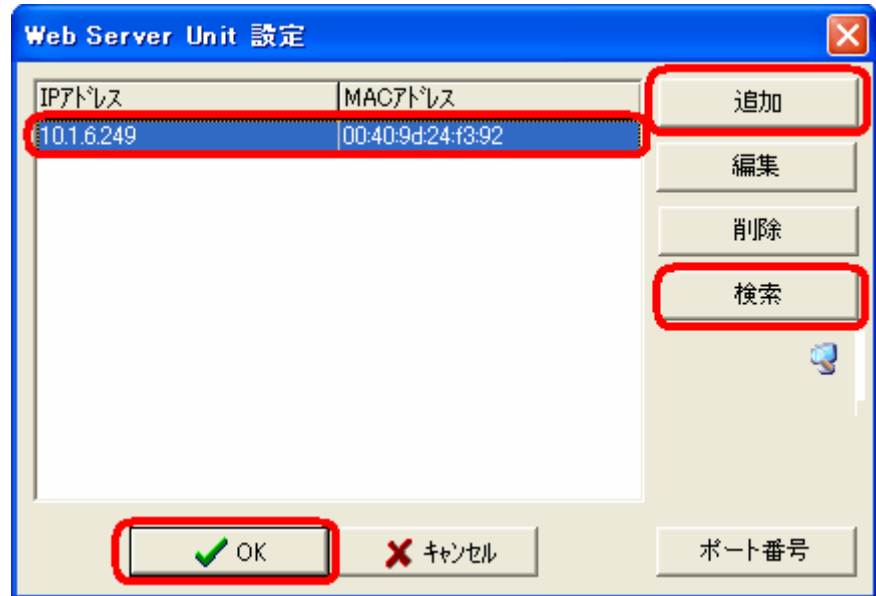 Web Server Unit 設定
IPアドレス MACアドレス
10.1.6.249 00:40:9d:24:f3:92
追加
編集
削除
検索
OK キャンセル ポート番号